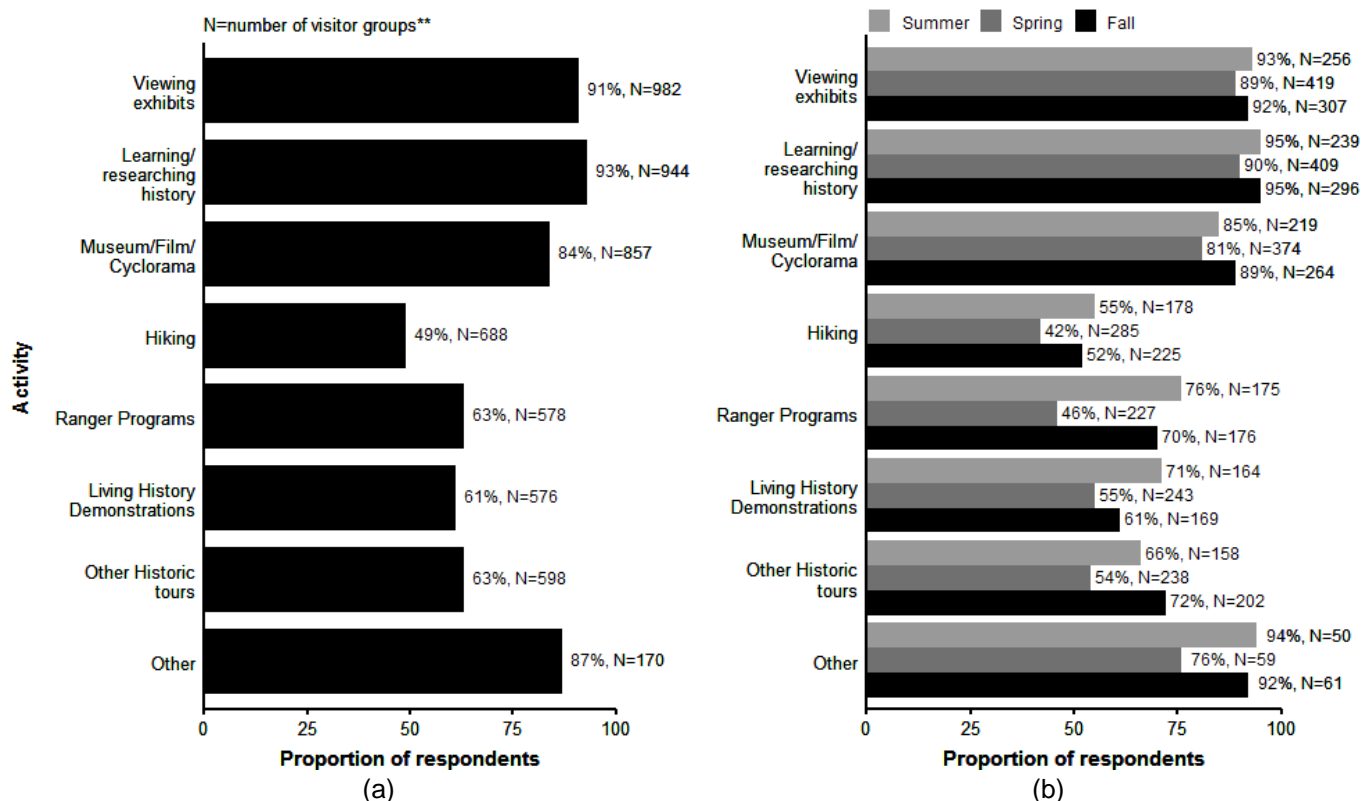 N=number of visitor groups**
Activity
Viewing
exhibits
91%, N=982
Learning/
researching
history
93%, N=944
Museum/Film/
Cyclorama
84%, N=857
Hiking
49%, N=688
Ranger Programs
63%, N=578
Living History
Demonstrations
61%, N=576
Other Historic
tours
63%, N=598
Other
87%, N=170
0 25 50 75 100
Proportion of respondents
(a)
Summer Spring Fall
Viewing
exhibits
93%, N=256
89%, N=419
92%, N=307
Learning/
researching
history
95%, N=239
90%, N=409
95%, N=296
Museum/Film/
Cyclorama
85%, N=219
81%, N=374
89%, N=264
Hiking
55%, N=178
42%, N=285
52%, N=225
Ranger Programs
76%, N=175
46%, N=227
70%, N=176
Living History
Demonstrations
71%, N=164
55%, N=243
61%, N=169
Other Historic
tours
66%, N=158
54%, N=238
72%, N=202
Other
94%, N=50
76%, N=59
92%, N=61
0 25 50 75 100
Proportion of respondents
(b)